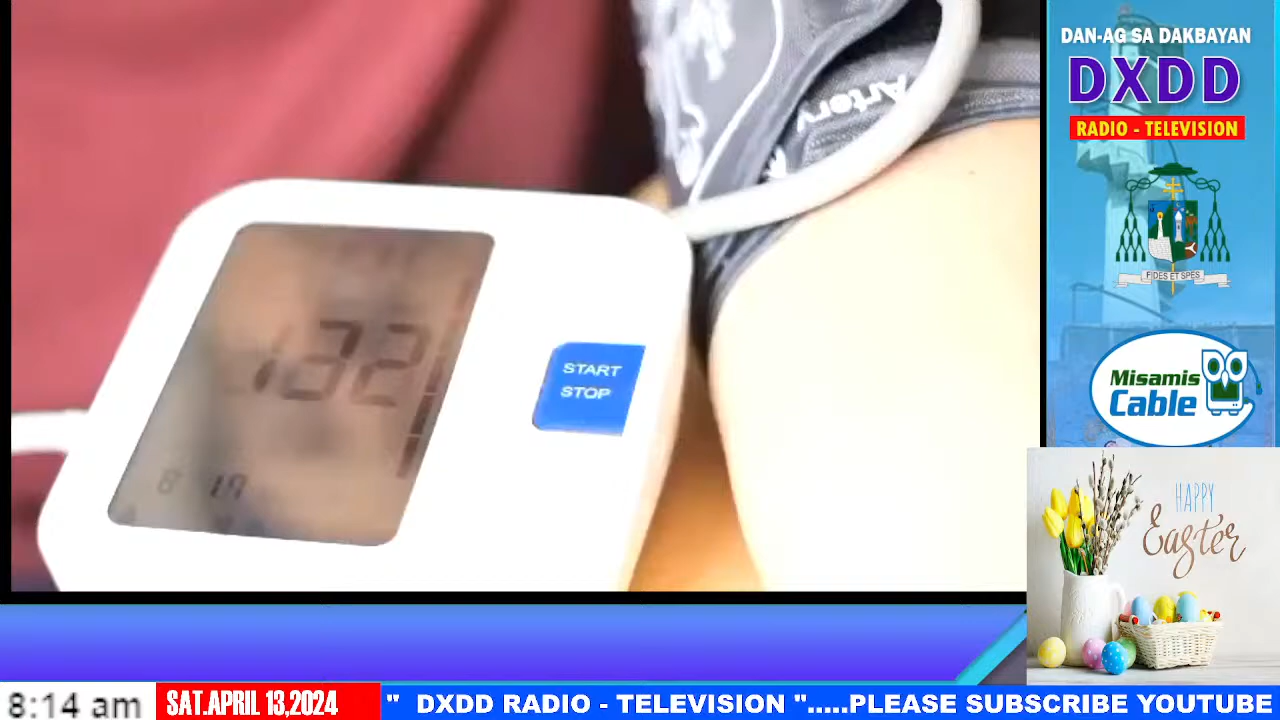 Artery
132
START
STOP
DAN-AG SA DAKBAYAN
DXDD
RADIO - TELEVISION
FIDES ET SPES
Misamis
Cable
HAPPY
Easter
8:14 am
SAT.APRIL 13,2024
" DXDD RADIO - TELEVISION ".....PLEASE SUBSCRIBE YOUTUBE